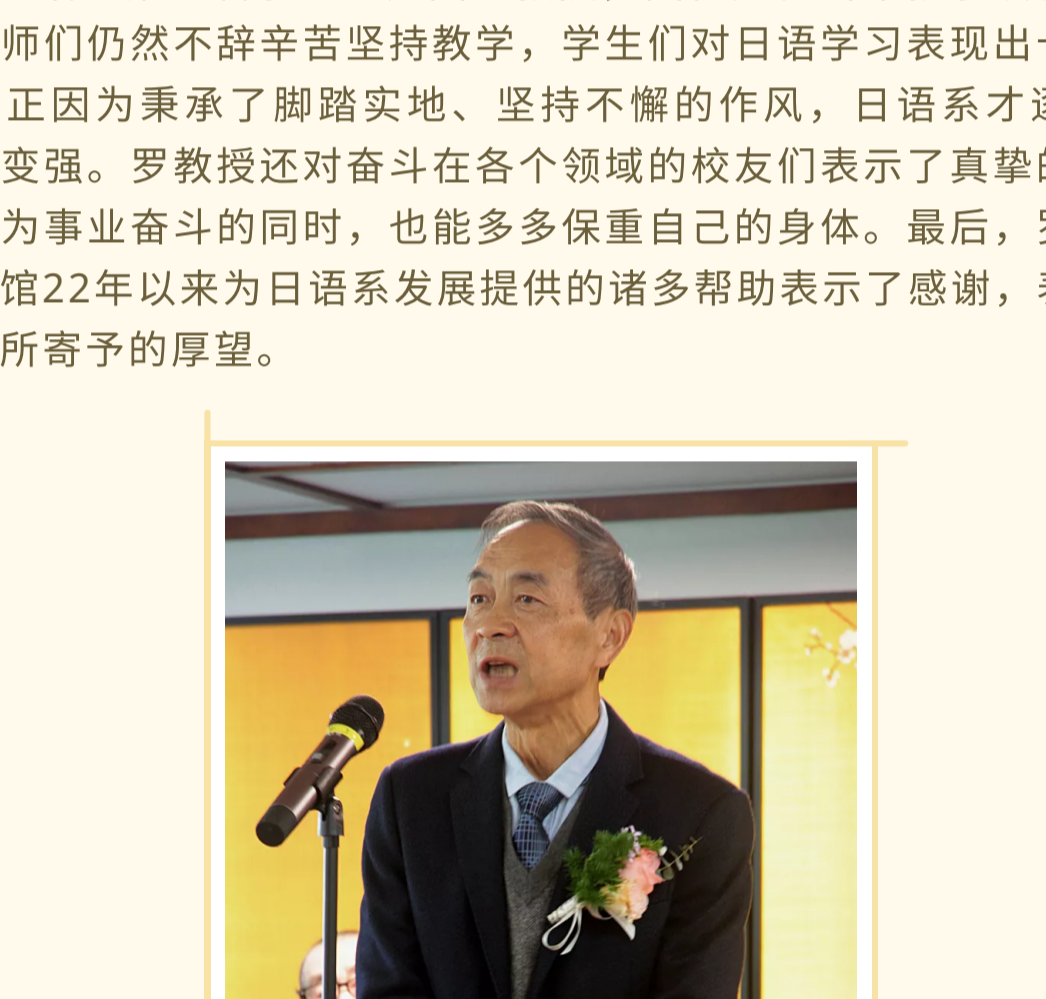 师们仍然不辞辛苦坚持教学，学生们对日语学习表现出
正因为秉承了脚踏实地、坚持不懈的作风，日语系才
变强。罗教授还对奋斗在各个领域的校友们表示了真挚
为事业奋斗的同时，也能多多保重自己的身体。最后，
馆22年以来为日语系发展提供的诸多帮助表示了感谢，
所寄予的厚望。